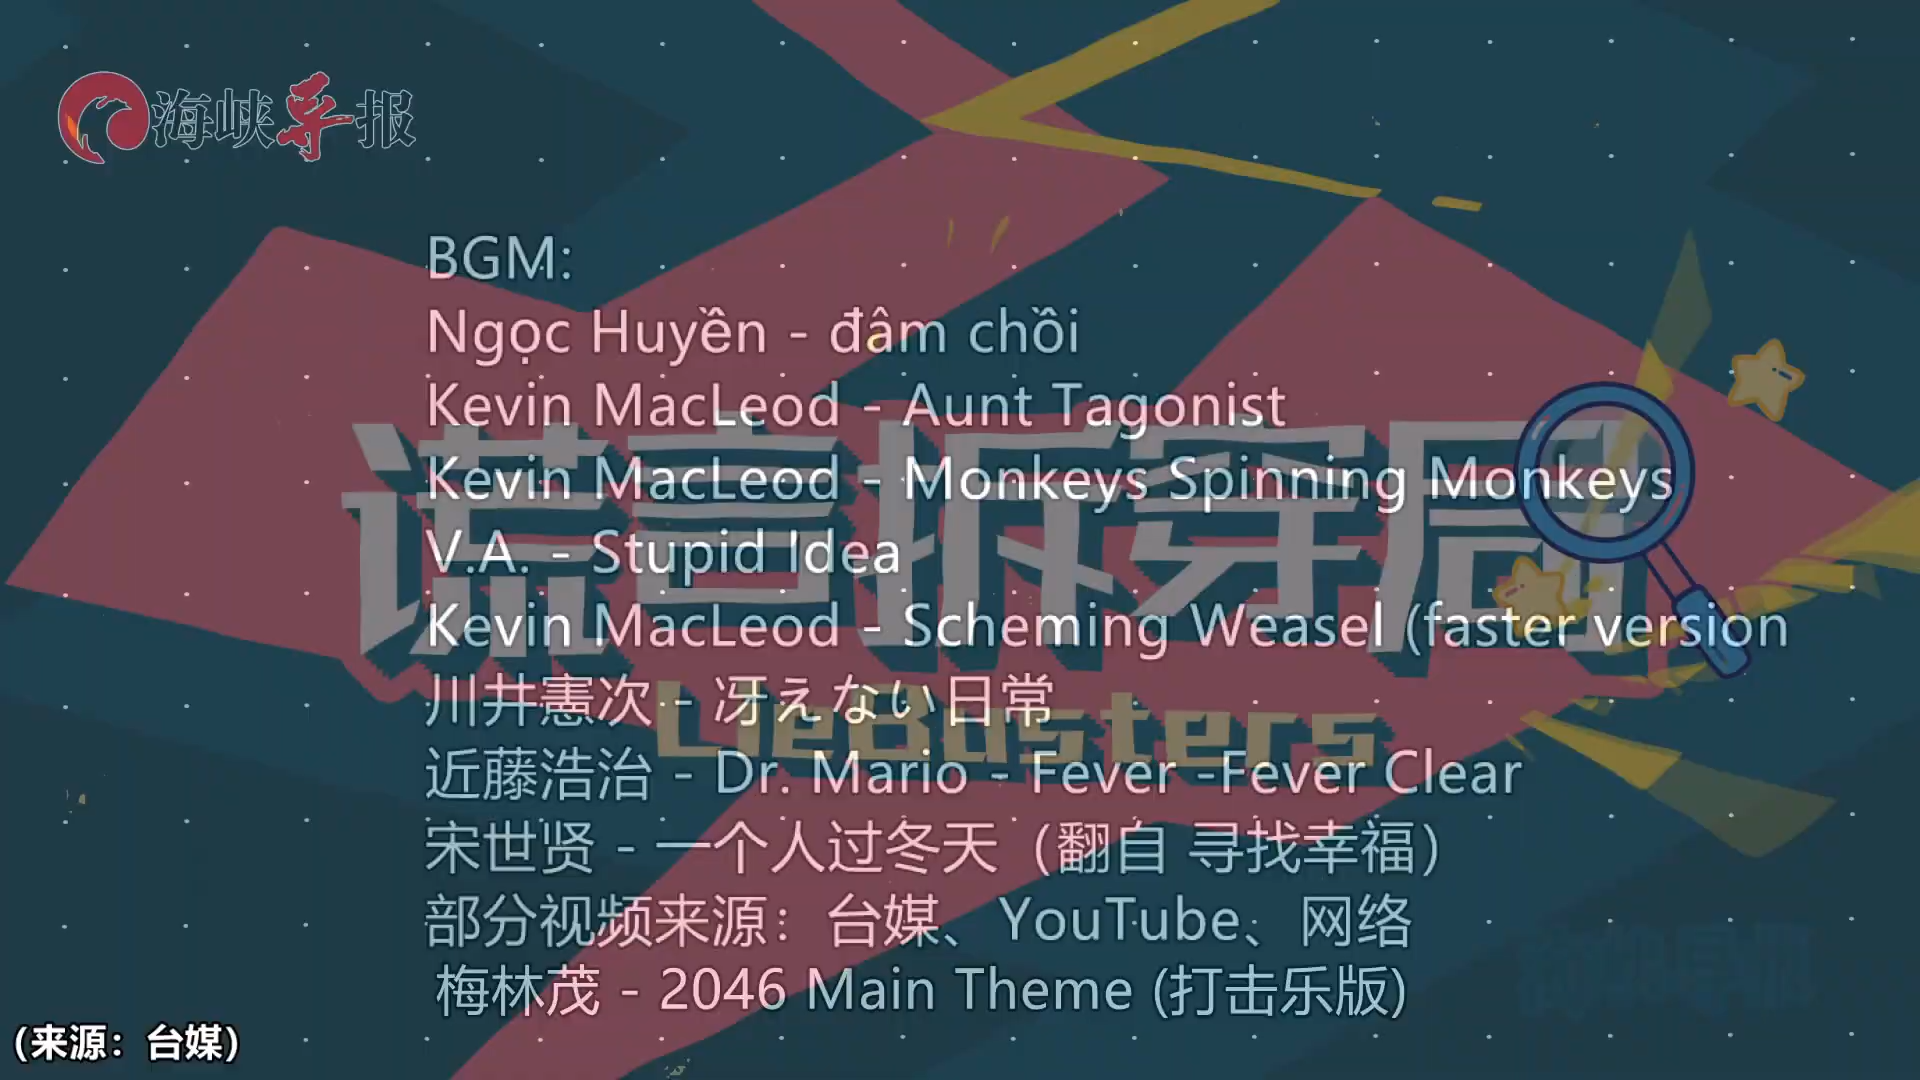 海峡导报
BGM:
Ngọc Huyền - đâm chồi
Kevin MacLeod - Aunt Tagonist
Kevin MacLeod - Monkeys Spinning Monkeys
V.A. - Stupid Idea
Kevin MacLeod - Scheming Weasel (faster version
谎言拆穿局
川井憲次 - 冴えない日常
LieBusters
近藤浩治 - Dr. Mario - Fever -Fever Clear
宋世贤 - 一个人过冬天（翻自 寻找幸福）
部分视频来源：台媒、YouTube、网络
梅林茂 - 2046 Main Theme (打击乐版)
(来源：台媒)